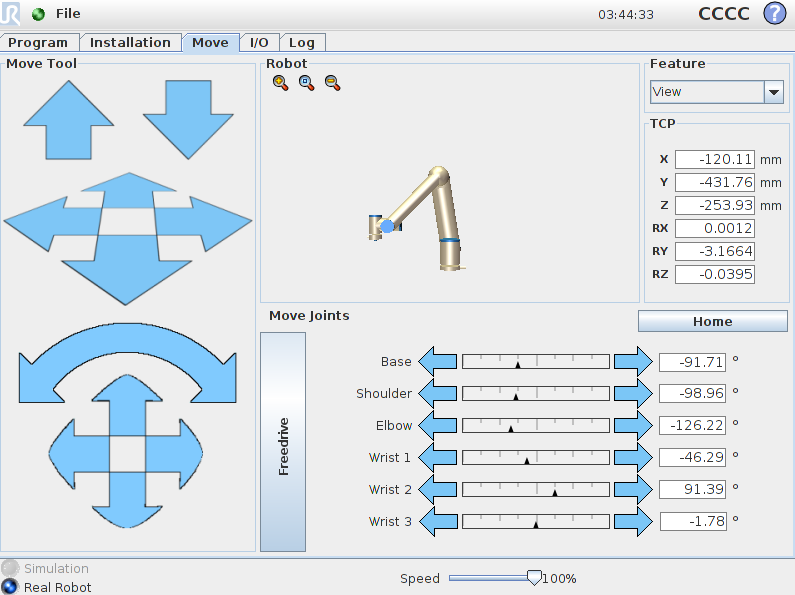 File
03:44:33
CCCC
?
Program
Installation
Move
I/O
Log
Move Tool
Robot
Feature
View
TCP
X -120.11 mm
Y -431.76 mm
Z -253.93 mm
RX 0.0012
RY -3.1664
RZ -0.0395
Move Joints
Home
Freedrive
Base -91.71 °
Shoulder -98.96 °
Elbow -126.22 °
Wrist 1 -46.29 °
Wrist 2 91.39 °
Wrist 3 -1.78 °
Simulation
Real Robot
Speed 100%